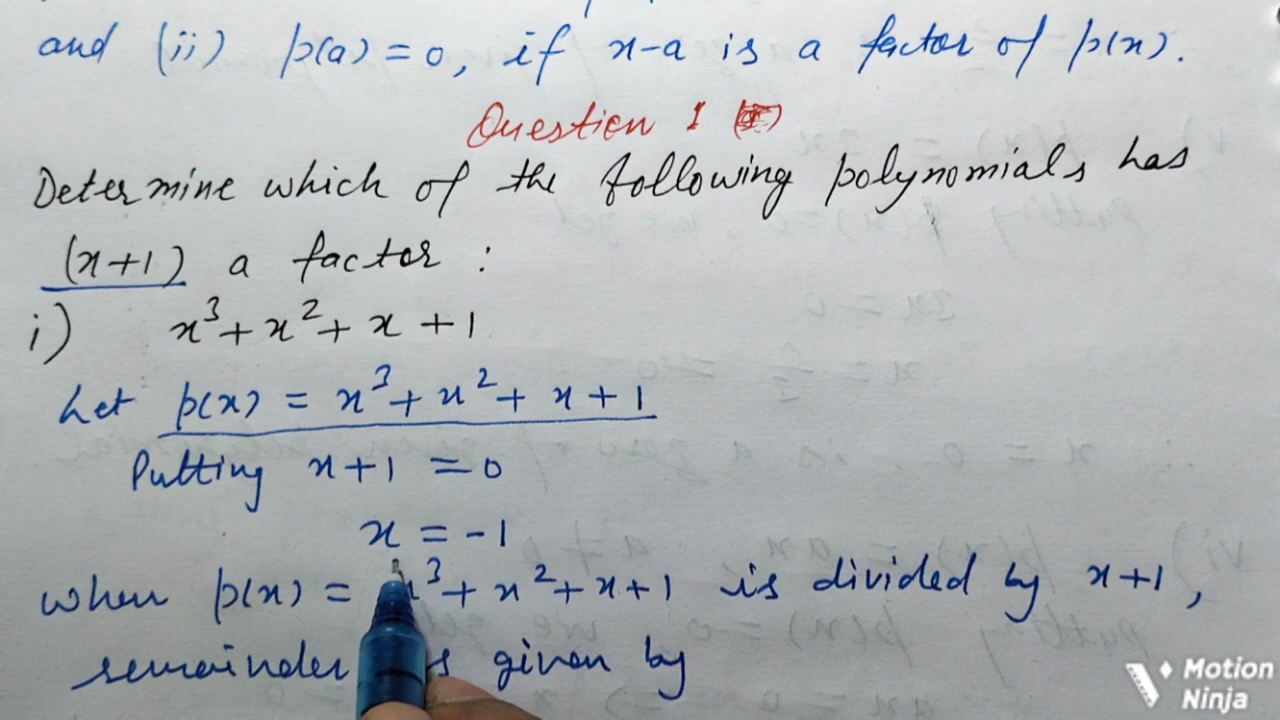 and (ii) p(a) = 0, if x-a is a factor of p(x).
Question 1
Determine which of the following polynomials has
(x+1) a factor :
i) x³ + x² + x + 1
Let p(x) = x³ + x² + x + 1
Putting x+1 = 0
x = -1
when p(x) = x³ + x² + x + 1 is divided by x+1,
remainder is given by
Motion
Ninja